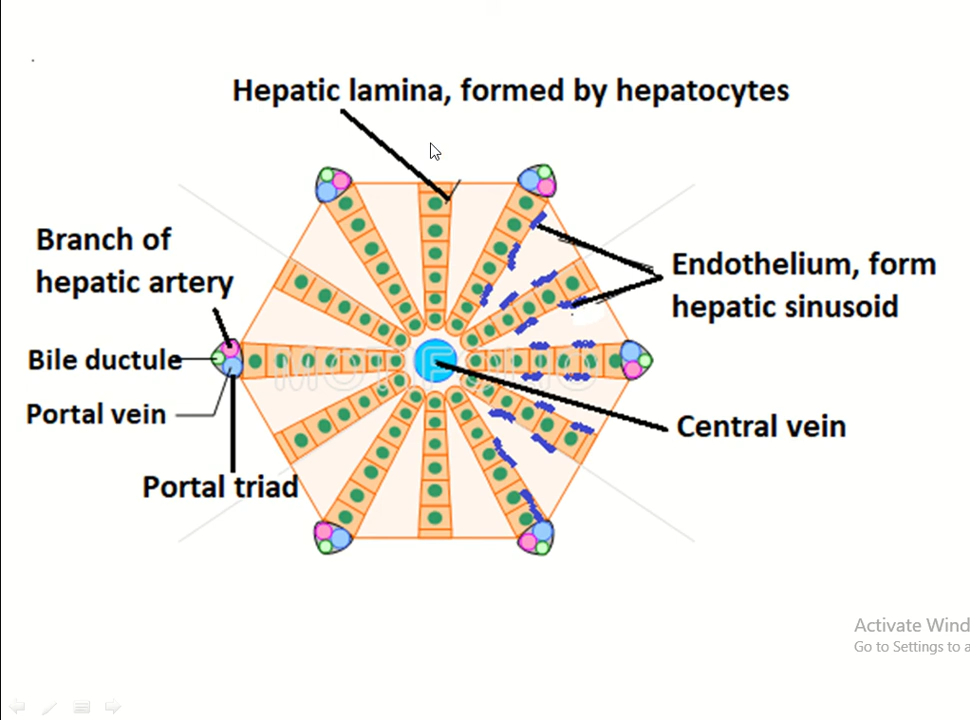 Hepatic lamina, formed by hepatocytes
Branch of
hepatic artery
Endothelium, form
hepatic sinusoid
Bile ductule
Portal vein
Central vein
Portal triad
Activate Wind
Go to Settings to a